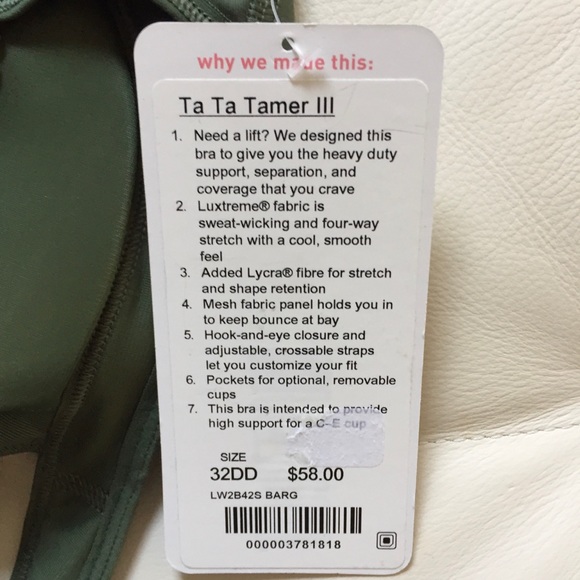 why we made this:
Ta Ta Tamer III
1. Need a lift? We designed this
bra to give you the heavy duty
support, separation, and
coverage that you crave
2. Luxtreme® fabric is
sweat-wicking and four-way
stretch with a cool, smooth
feel
3. Added Lycra® fibre for stretch
and shape retention
4. Mesh fabric panel holds you in
to keep bounce at bay
5. Hook-and-eye closure and
adjustable, crossable straps
let you customize your fit
6. Pockets for optional, removable
cups
7. This bra is intended to provide
high support for a C-E cup
SIZE
32DD $58.00
LW2B42S BARG
000003781818